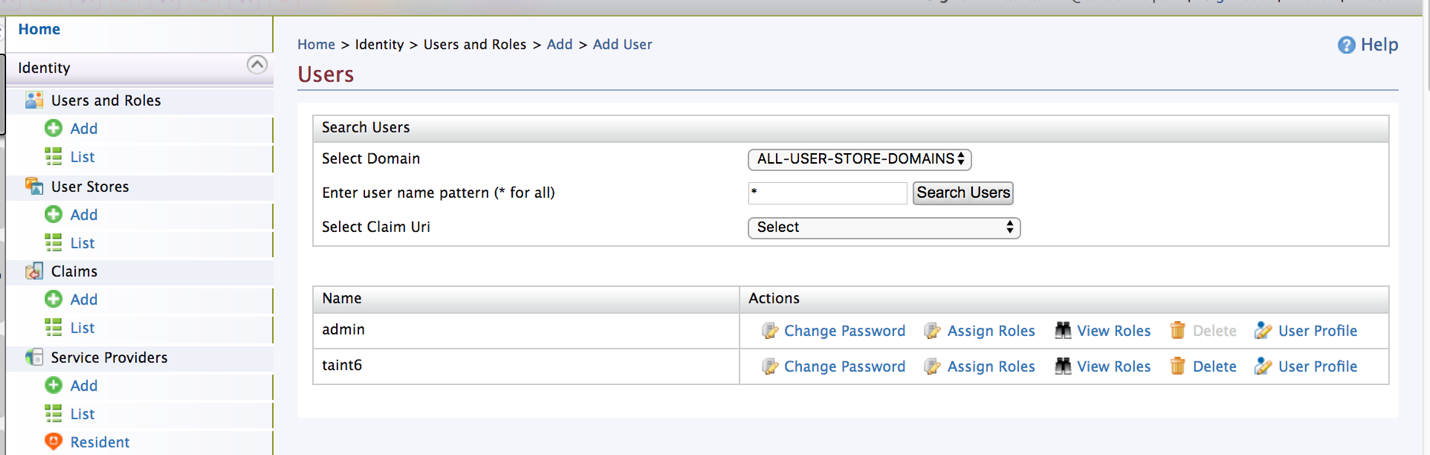 Home
Identity
Users and Roles
Add
List
User Stores
Add
List
Claims
Add
List
Service Providers
Add
List
Resident
Home > Identity > Users and Roles > Add > Add User
Help
Users
Search Users
Select Domain ALL-USER-STORE-DOMAINS
Enter user name pattern (* for all) * Search Users
Select Claim Uri Select
Name Actions
admin Change Password Assign Roles View Roles Delete User Profile
taint6 Change Password Assign Roles View Roles Delete User Profile